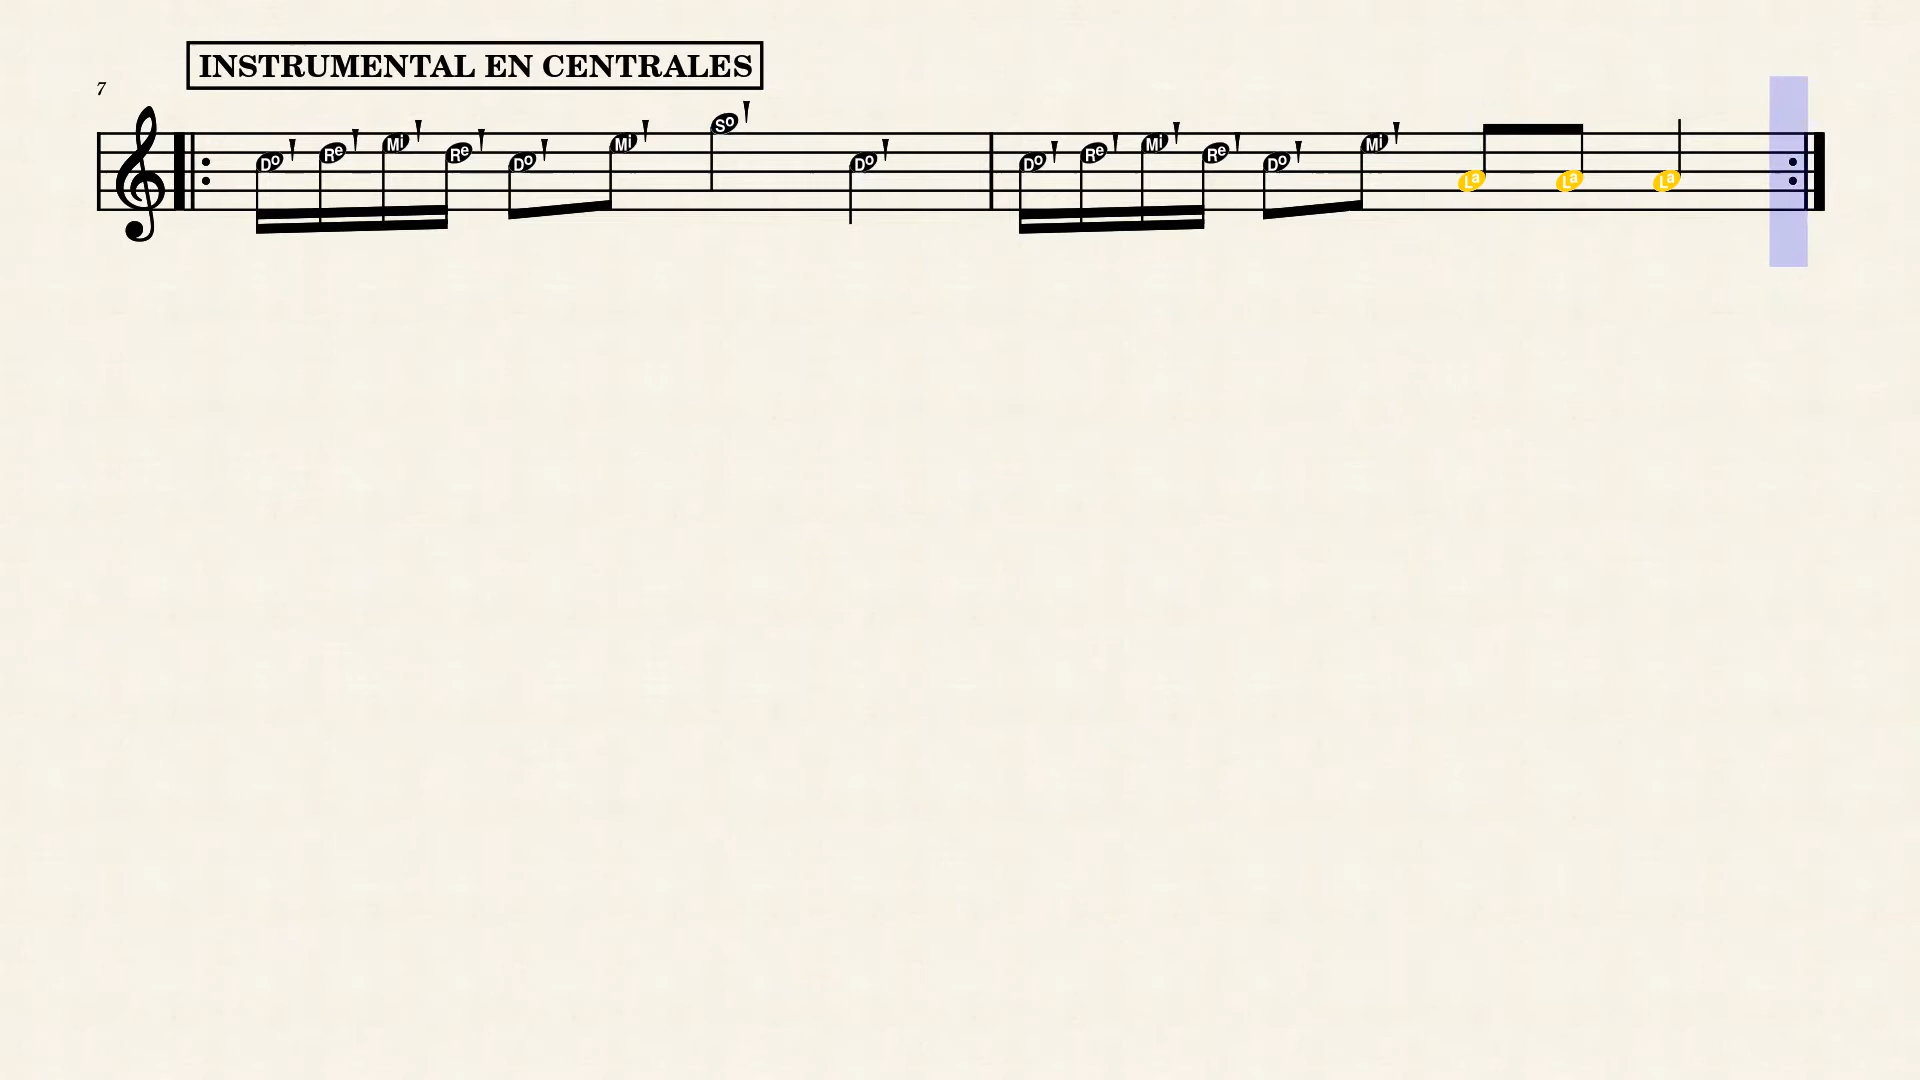 INSTRUMENTAL EN CENTRALES
7
Do Re Mi Re Do Mi So Do Do Re Mi Re Do Mi La La La